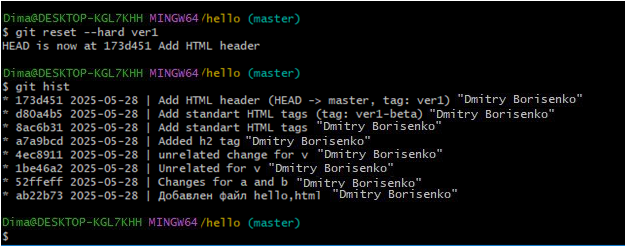 Dima@DESKTOP-KGL7KHH MINGW64/hello (master)
$ git reset --hard ver1
HEAD is now at 173d451 Add HTML header
Dima@DESKTOP-KGL7KHH MINGW64/hello (master)
$ git hist
* 173d451 2025-05-28 | Add HTML header (HEAD -> master, tag: ver1) "Dmitry Borisenko"
* d80a4b5 2025-05-28 | Add standart HTML tags (tag: ver1-beta) "Dmitry Borisenko"
* 8ac6b31 2025-05-28 | Add standart HTML tags "Dmitry Borisenko"
* a7a9bcd 2025-05-28 | Added h2 tag "Dmitry Borisenko"
* 4ec8911 2025-05-28 | unrelated change for v "Dmitry Borisenko"
* 1be46a2 2025-05-28 | Unrelated for v "Dmitry Borisenko"
* 52ffeff 2025-05-28 | Changes for a and b "Dmitry Borisenko"
* ab22b73 2025-05-28 | Добавлен файл hello,html "Dmitry Borisenko"
Dima@DESKTOP-KGL7KHH MINGW64/hello (master)
$